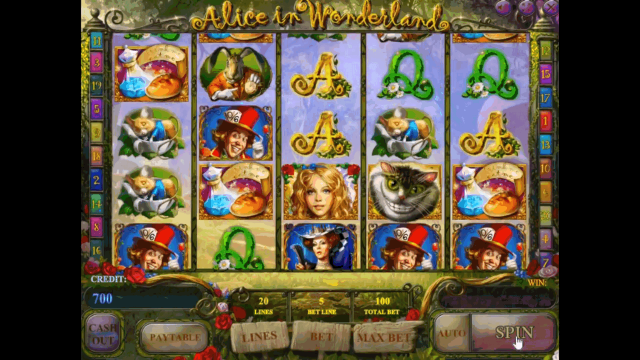 Alice in Wonderland
CREDIT:
700
20
LINES
5
BET LINE
100
TOTAL BET
WIN:
CASH
OUT
PAYTABLE
LINES
BET
MAX BET
AUTO
SPIN